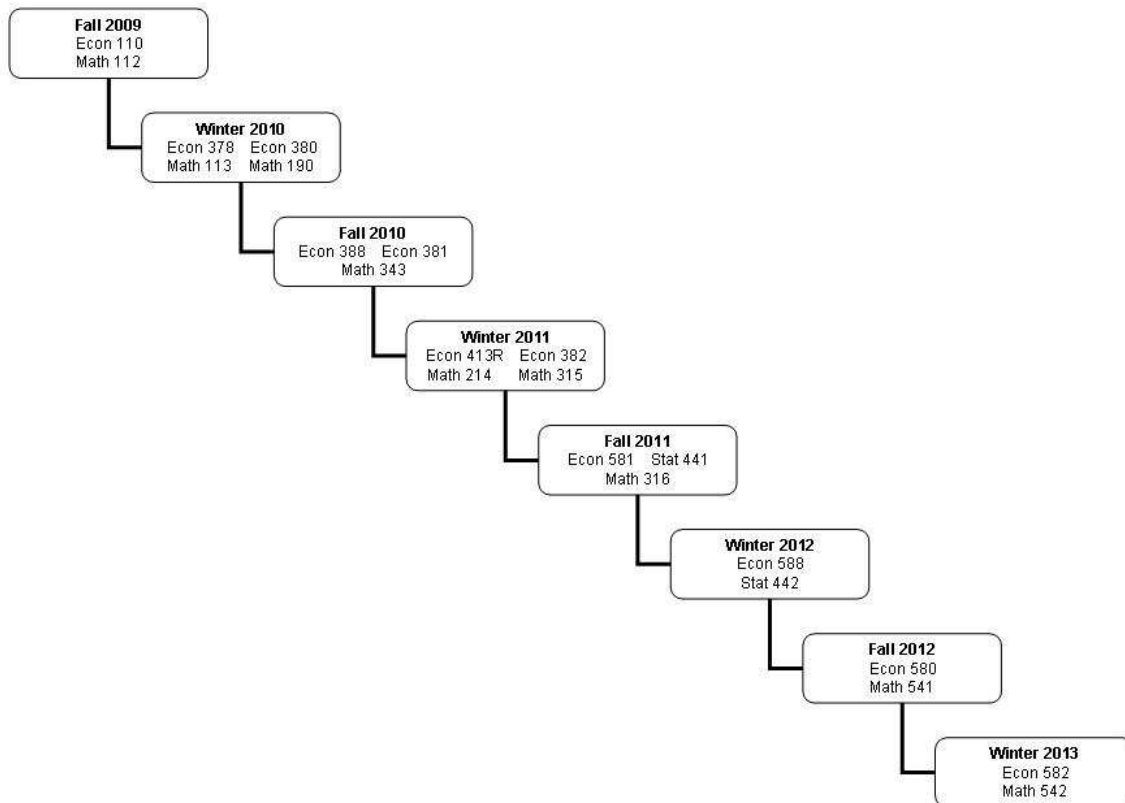 Fall 2009
Econ 110
Math 112
Winter 2010
Econ 378 Econ 380
Math 113 Math 190
Fall 2010
Econ 388 Econ 381
Math 343
Winter 2011
Econ 413R Econ 382
Math 214 Math 315
Fall 2011
Econ 581 Stat 441
Math 316
Winter 2012
Econ 588
Stat 442
Fall 2012
Econ 580
Math 541
Winter 2013
Econ 582
Math 542